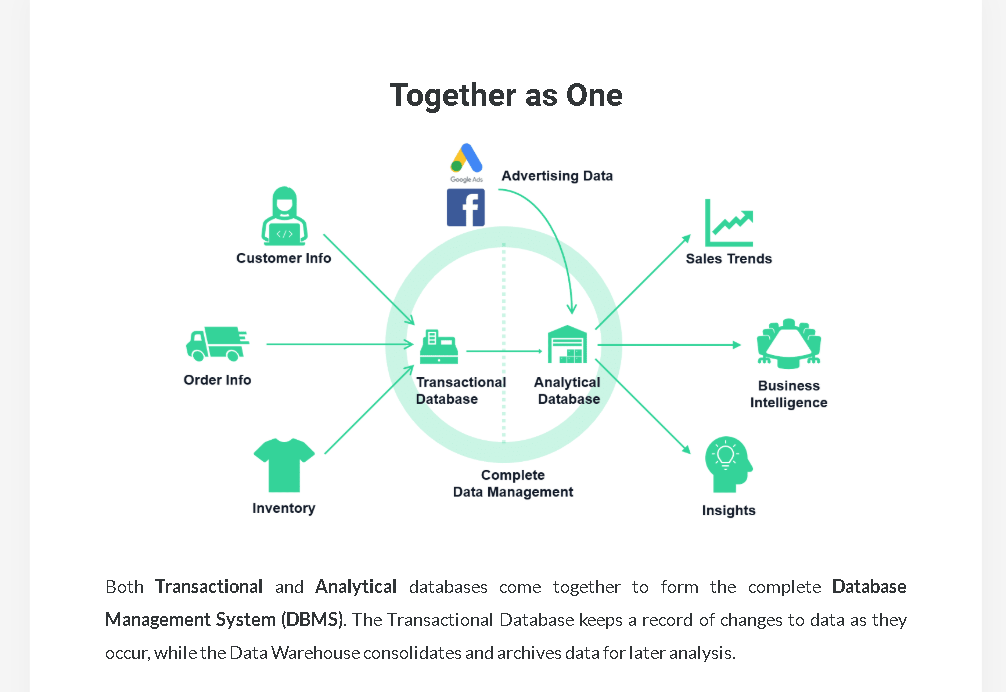 Together as One
Google Ads
Advertising Data
f
</>
Customer Info
Sales Trends
Order Info
Transactional
Database
Analytical
Database
Business
Intelligence
Complete
Data Management
Inventory
Insights
Both Transactional and Analytical databases come together to form the complete Database
Management System (DBMS). The Transactional Database keeps a record of changes to data as they
occur, while the Data Warehouse consolidates and archives data for later analysis.